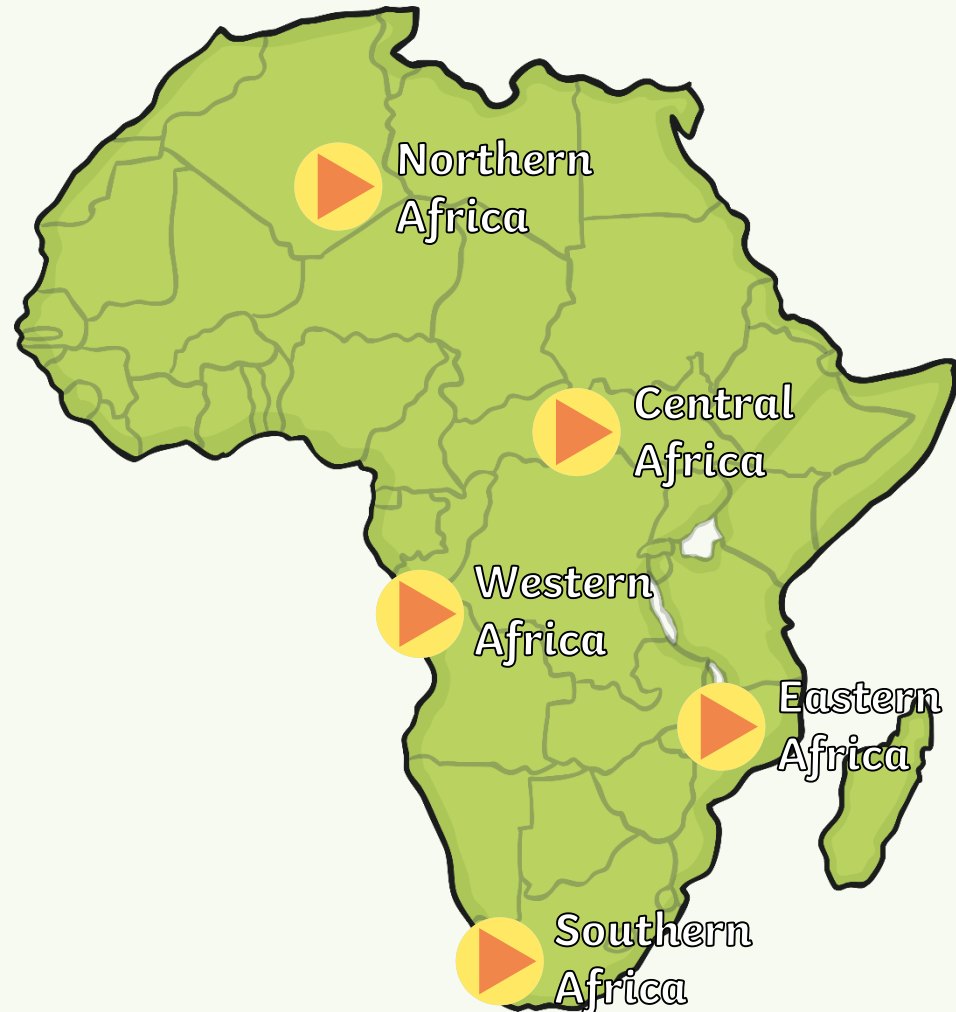 Northern
Africa
Central
Africa
Western
Africa
Eastern
Africa
Southern
Africa